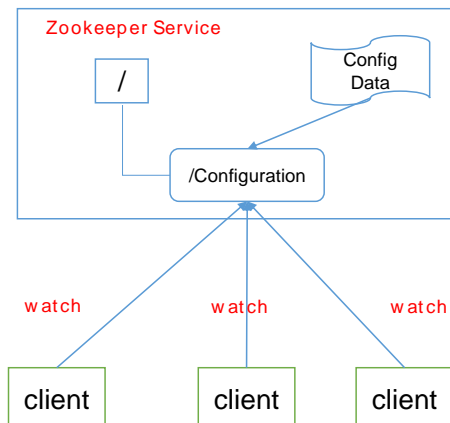 Zookeeper Service
/
Config
Data
/Configuration
watch
watch
watch
client
client
client